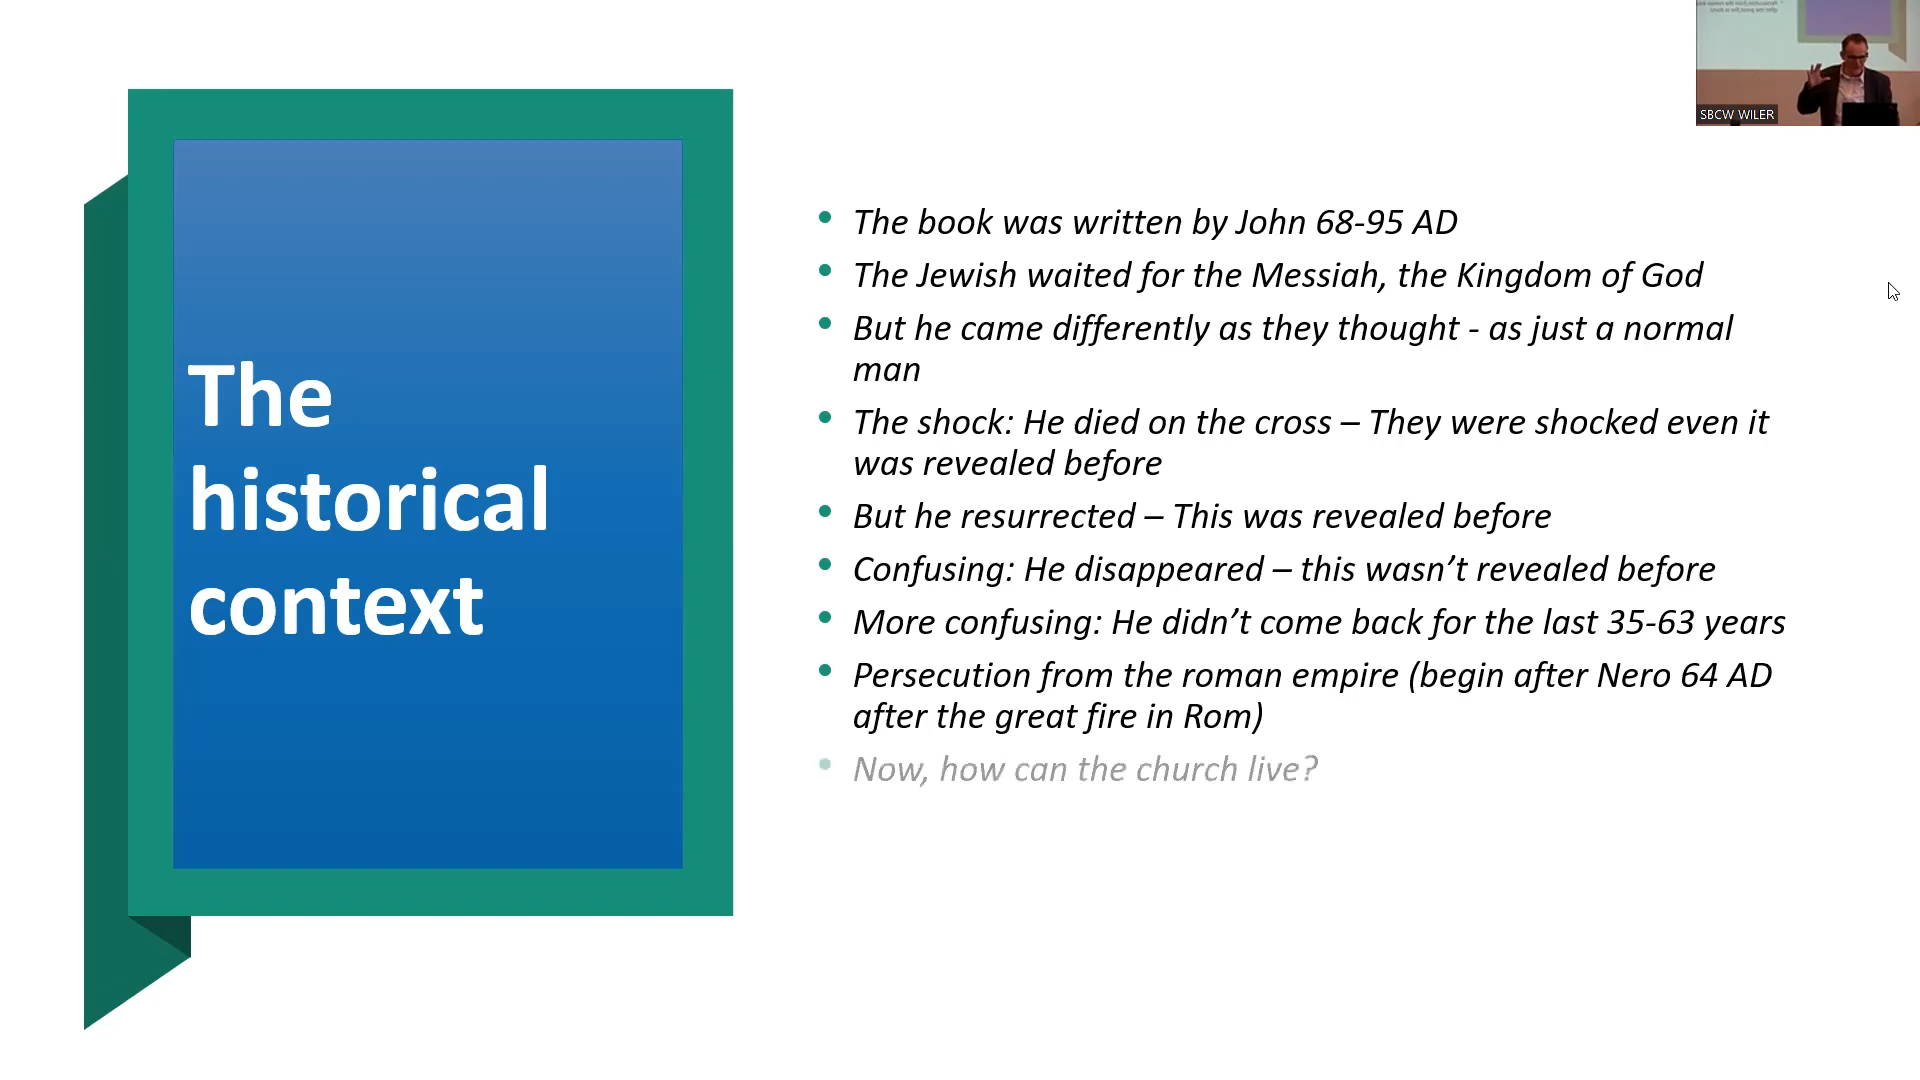 SBCW WILER
The
historical
context
The book was written by John 68-95 AD
The Jewish waited for the Messiah, the Kingdom of God
But he came differently as they thought - as just a normal
man
The shock: He died on the cross – They were shocked even it
was revealed before
But he resurrected – This was revealed before
Confusing: He disappeared – this wasn’t revealed before
More confusing: He didn’t come back for the last 35-63 years
Persecution from the roman empire (begin after Nero 64 AD
after the great fire in Rom)
Now, how can the church live?